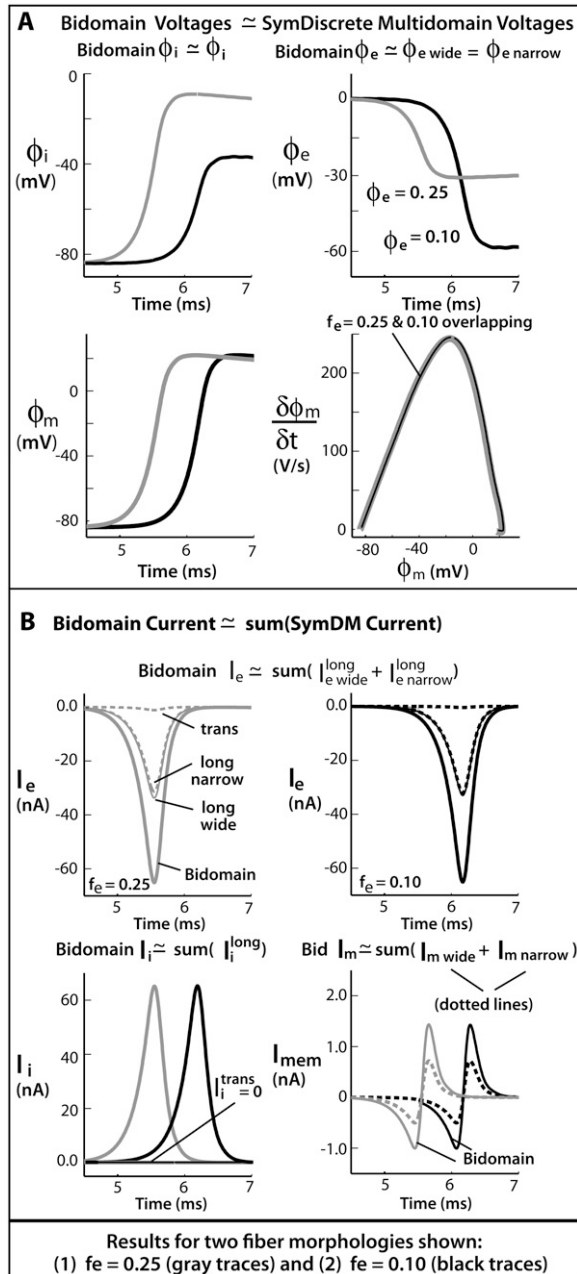 A Bidomain Voltages ≃ SymDiscrete Multidomain Voltages
Bidomain ϕi ≃ ϕi
Bidomain ϕe ≃ ϕe wide = ϕe narrow
0
-40
-80
ϕi
(mV)
5 6 7
Time (ms)
0
-30
-60
ϕe
(mV)
ϕe = 0. 25
ϕe = 0.10
5 6 7
Time (ms)
0
-40
-80
ϕm
(mV)
5 6 7
Time (ms)
fe = 0.25 & 0.10 overlapping
200
100
0
δϕm
δt
(V/s)
-80 -40 0
ϕm (mV)
B Bidomain Current ≃ sum(SymDM Current)
Bidomain Ie ≃ sum( I long e wide + I long e narrow)
0.0
-20
-40
-60
Ie
(nA)
trans
long
narrow
long
wide
Bidomain
fe = 0.25
5 6 7
Time (ms)
0.0
-20
-40
-60
Ie
(nA)
fe = 0.10
5 6 7
Time (ms)
Bidomain Ii ≃ sum( I long i)
60
40
20
0.0
Ii
(nA)
I trans i = 0
5 6 7
Time (ms)
Bid Im ≃ sum( Im wide + Im narrow )
(dotted lines)
2.0
1.0
0
-1.0
Imem
(nA)
Bidomain
5 6 7
Time (ms)
Results for two fiber morphologies shown:
(1) fe = 0.25 (gray traces) and (2) fe = 0.10 (black traces)